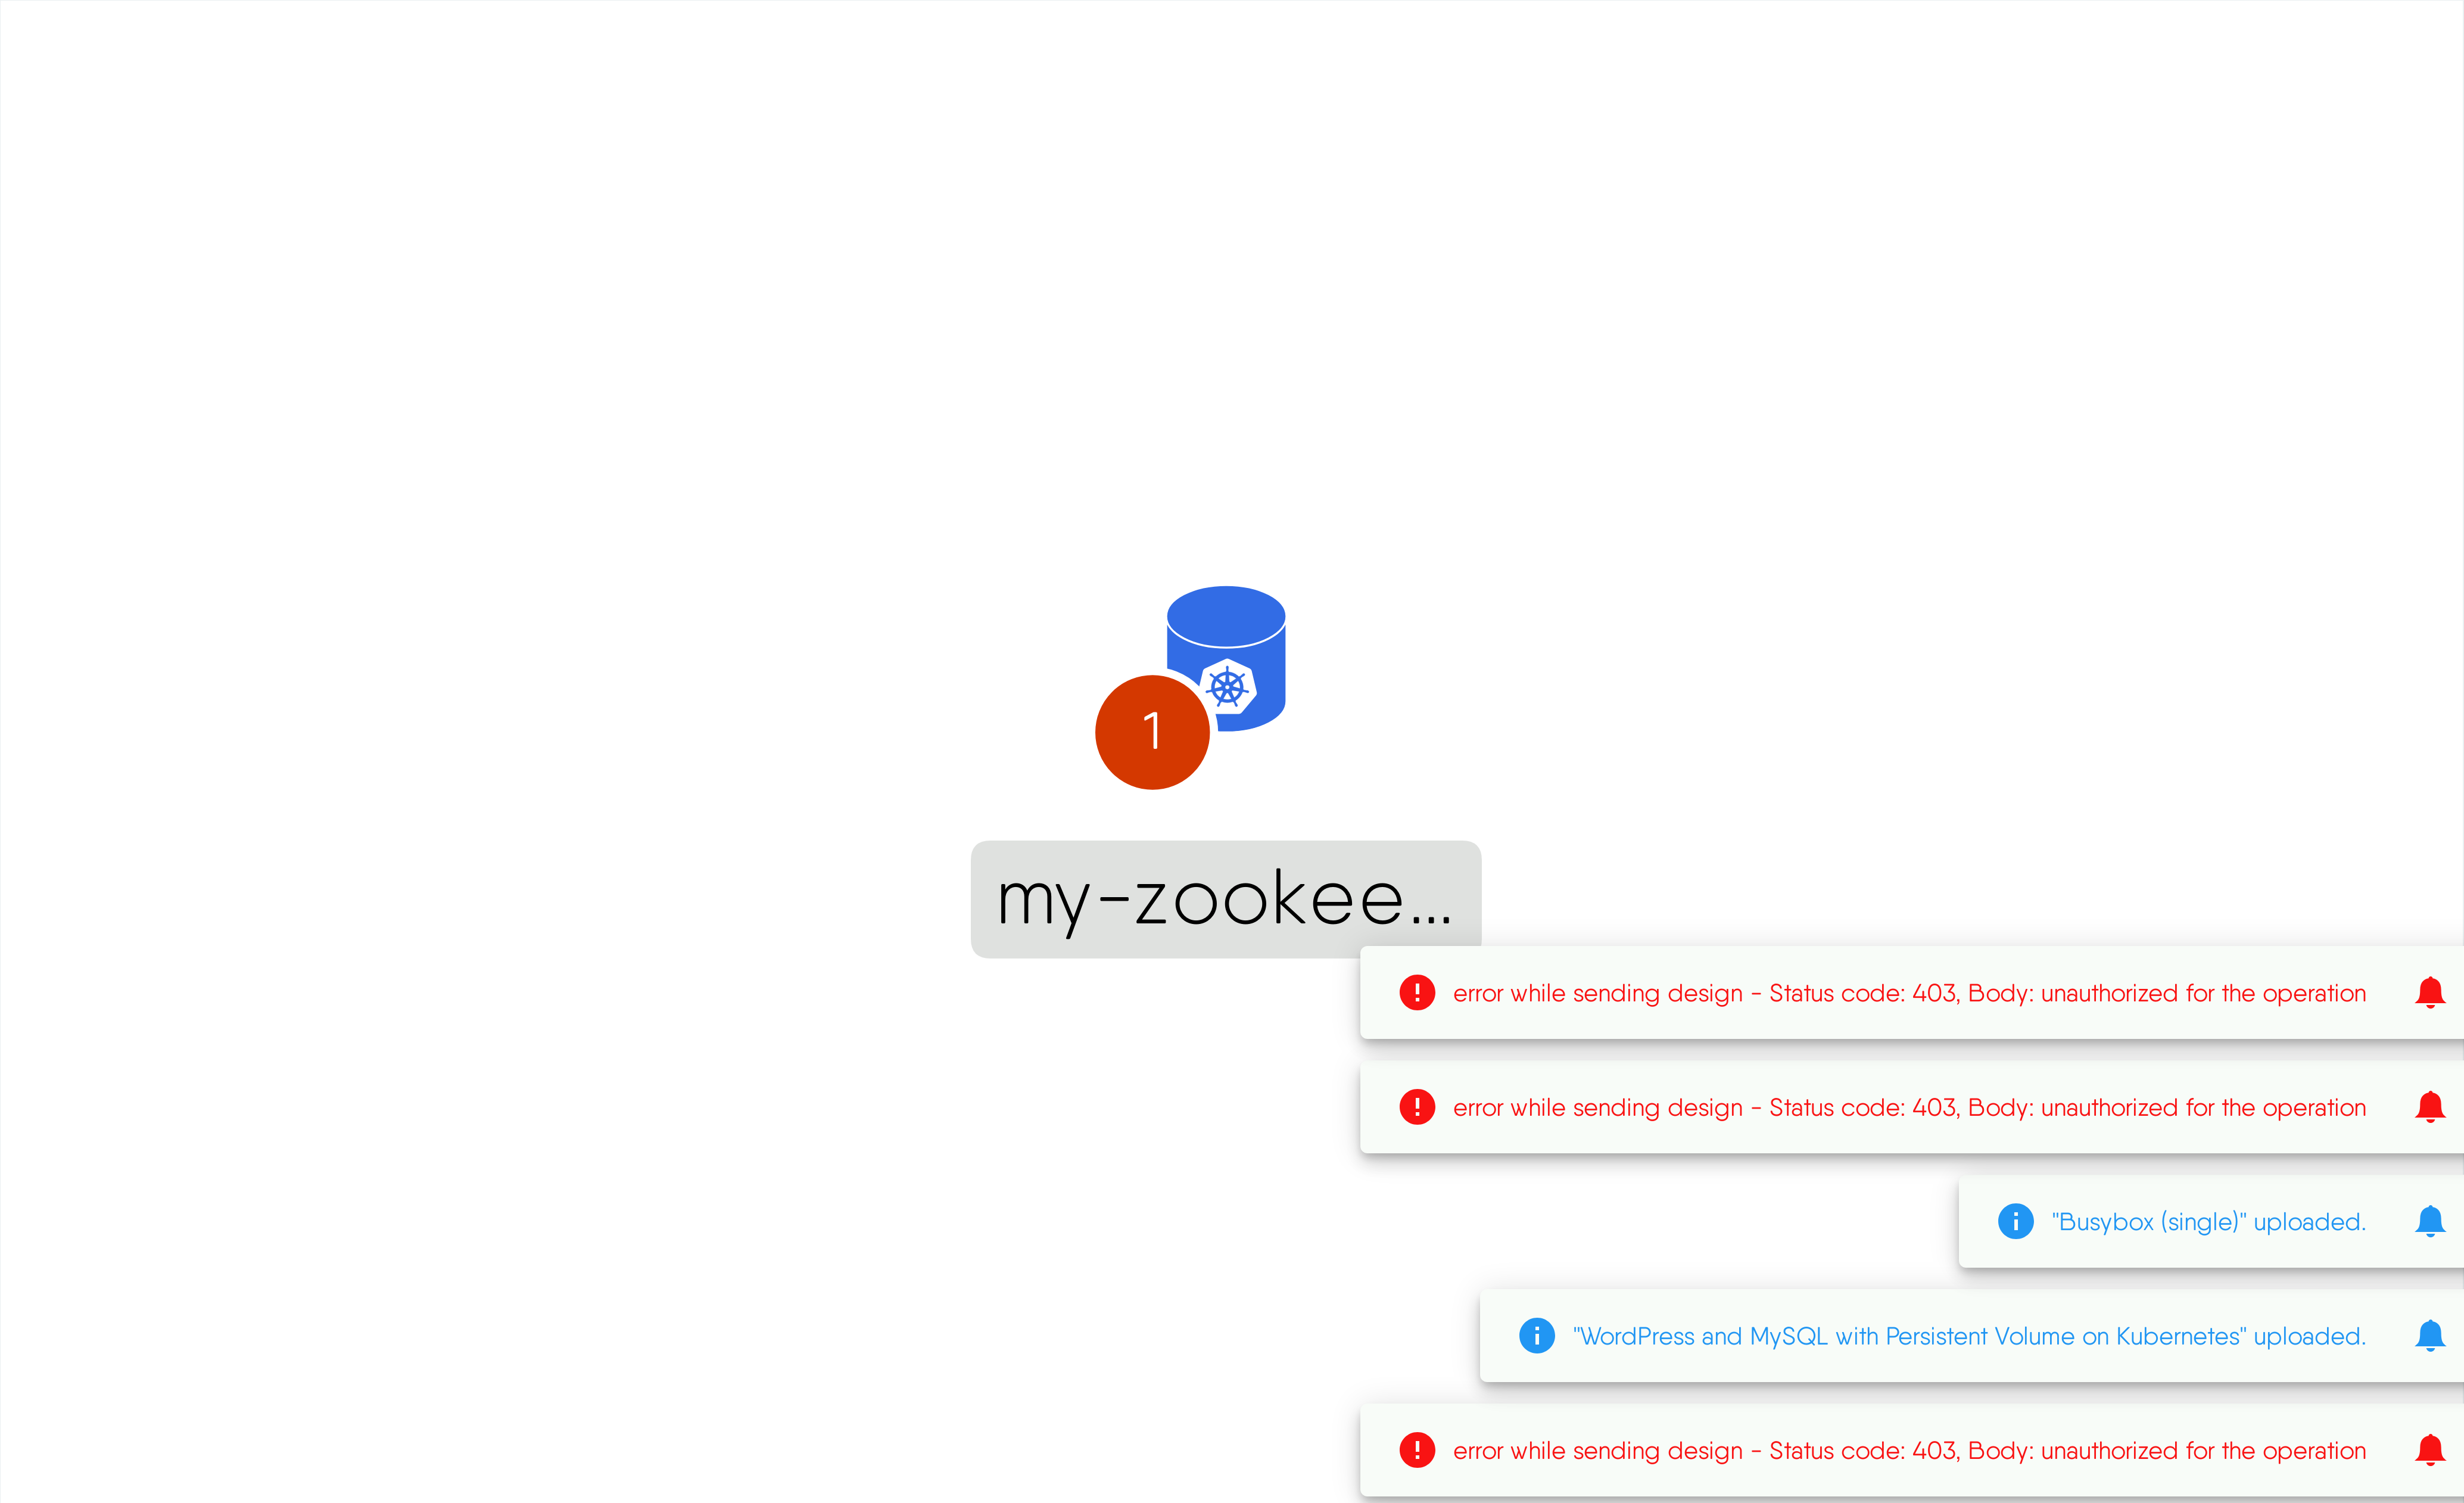 1
my-zookee...
error while sending design - Status code: 403, Body: unauthorized for the operation
error while sending design - Status code: 403, Body: unauthorized for the operation
"Busybox (single)" uploaded.
"WordPress and MySQL with Persistent Volume on Kubernetes" uploaded.
error while sending design - Status code: 403, Body: unauthorized for the operation